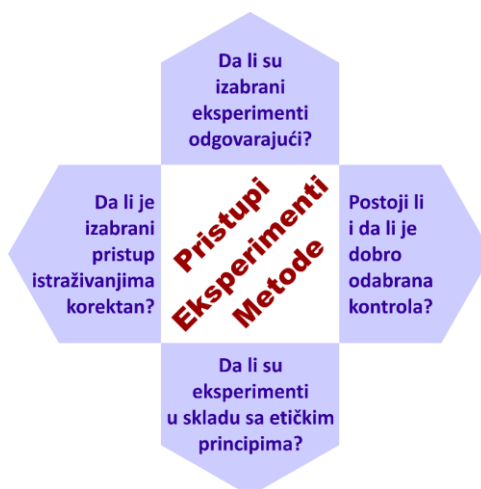 Da li su
izabrani
eksperimenti
odgovarajući?
Da li je
izabrani
pristup
istraživanjima
korektan?
Pristupi
Eksperimenti
Metode
Postoji li
i da li je
dobro
odabrana
kontrola?
Da li su
eksperimenti
u skladu sa etičkim
principima?